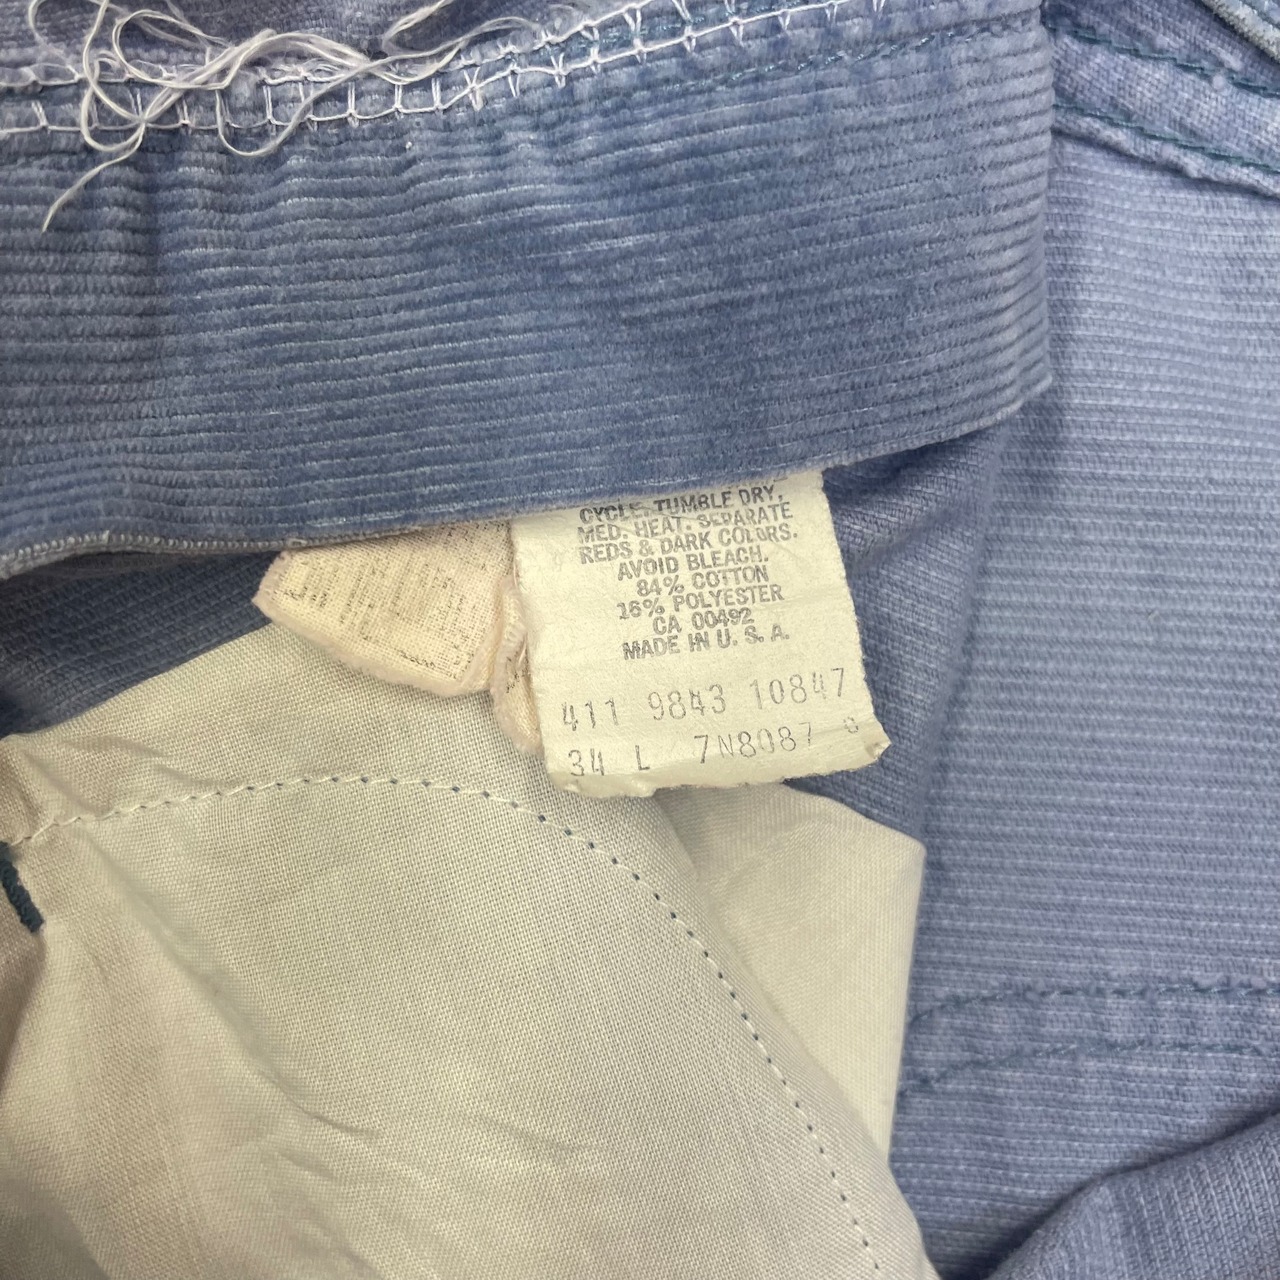 CYCLE. TUMBLE DRY,
MED. HEAT. SEPARATE
REDS & DARK COLORS.
AVOID BLEACH.
84% COTTON
16% POLYESTER
CA 00492
MADE IN U. S. A.
411 9843 10847
34 L 7N8087